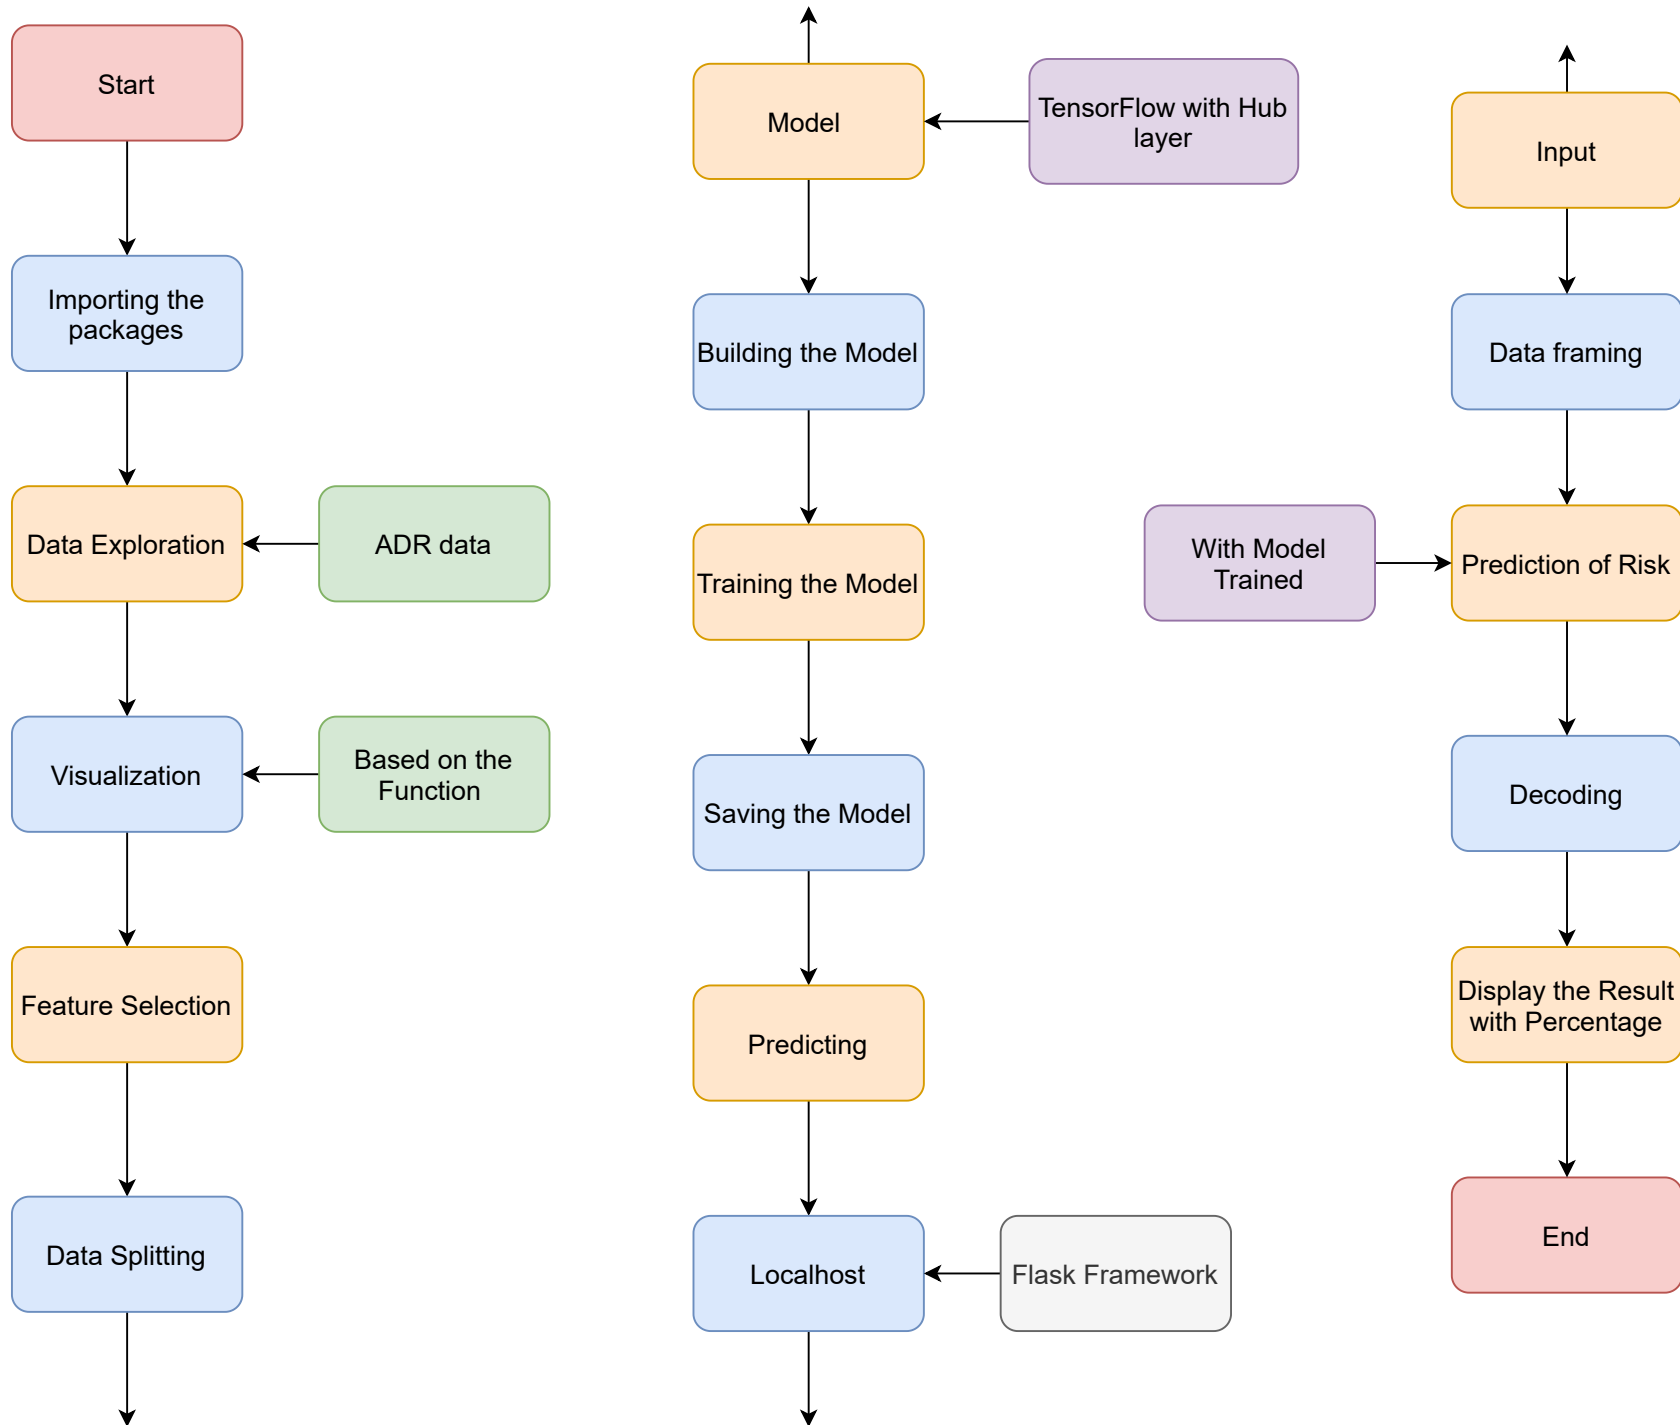 Start
Importing the
packages
Data Exploration
ADR data
Visualization
Based on the
Function
Feature Selection
Data Splitting
Model
TensorFlow with Hub
layer
Building the Model
Training the Model
Saving the Model
Predicting
Localhost
Flask Framework
Input
Data framing
With Model
Trained
Prediction of Risk
Decoding
Display the Result
with Percentage
End